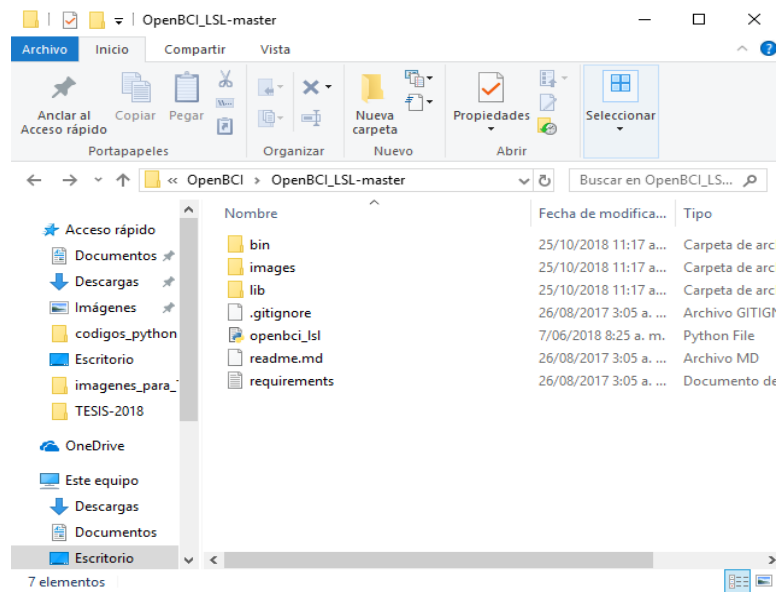 OpenBCI_LSL-master
Archivo Inicio Compartir Vista
Anclar al Acceso rápido
Copiar
Pegar
Nueva carpeta
Propiedades
Seleccionar
Portapapeles Organizar Nuevo Abrir
« OpenBCI > OpenBCI_LSL-master
Buscar en OpenBCI_LS...
Nombre Fecha de modifica... Tipo
Acceso rápido
Documentos
Descargas
Imágenes
codigos_python
Escritorio
imagenes_para_
TESIS-2018
OneDrive
Este equipo
Descargas
Documentos
Escritorio
bin 25/10/2018 11:17 a... Carpeta de arc
images 25/10/2018 11:17 a... Carpeta de arc
lib 25/10/2018 11:17 a... Carpeta de arc
.gitignore 26/08/2017 3:05 a. ... Archivo GITIGN
openbci_lsl 7/06/2018 8:25 a. m. Python File
readme.md 26/08/2017 3:05 a. ... Archivo MD
requirements 26/08/2017 3:05 a. ... Documento de
7 elementos